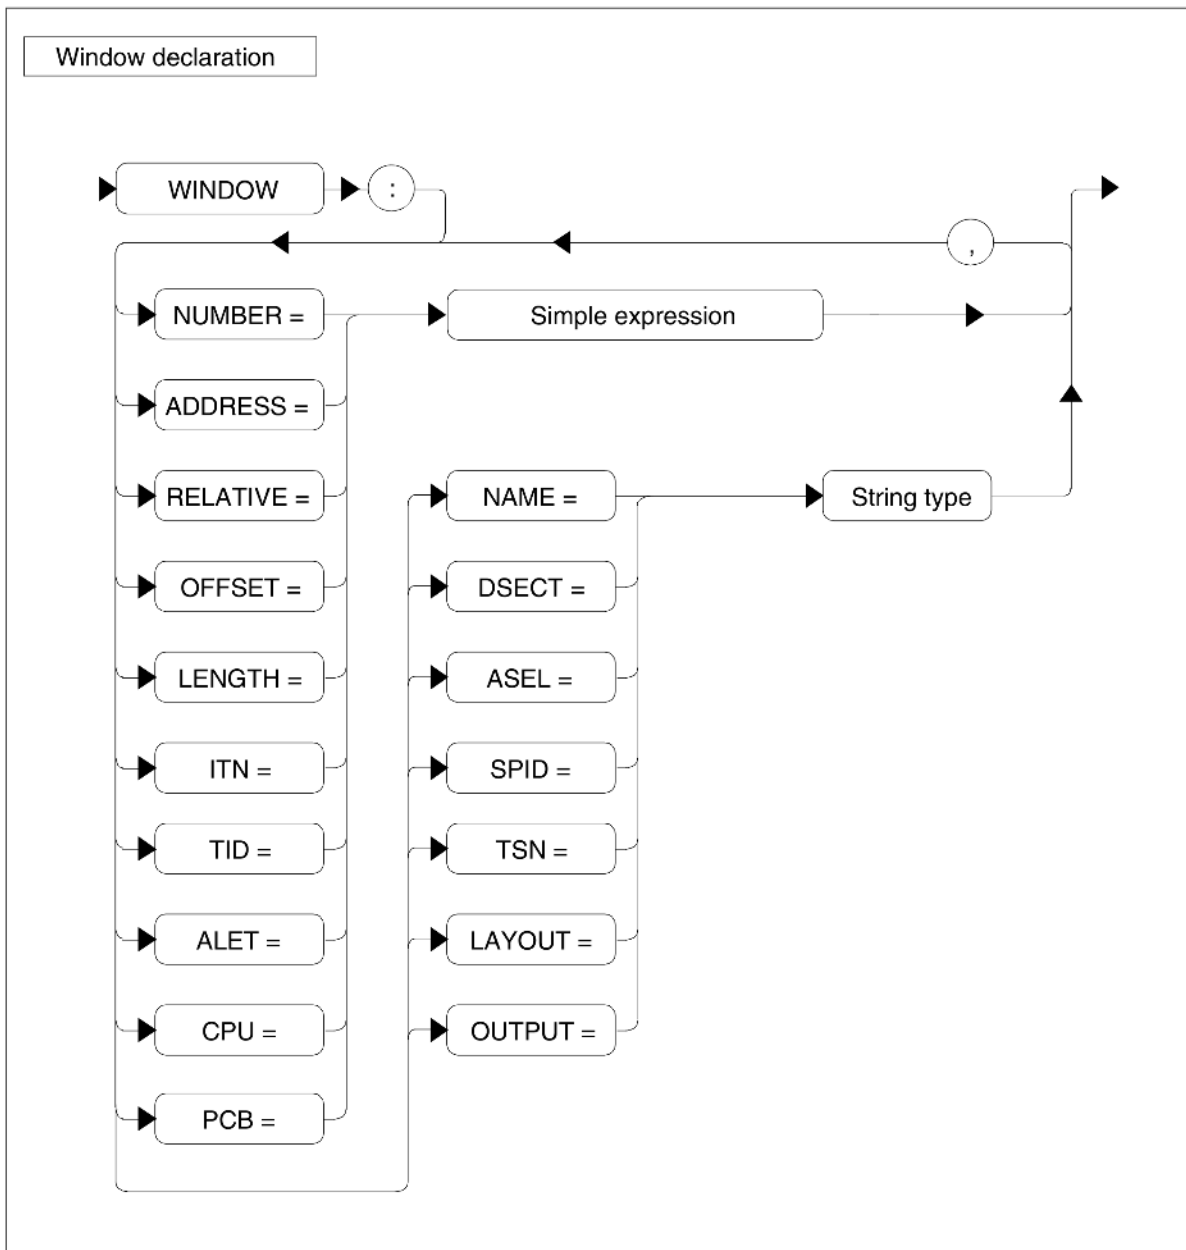 Window declaration
WINDOW :
,
NUMBER = Simple expression
ADDRESS =
RELATIVE = NAME = String type
OFFSET = DSECT =
LENGTH = ASEL =
ITN = SPID =
TID = TSN =
ALET = LAYOUT =
CPU = OUTPUT =
PCB =